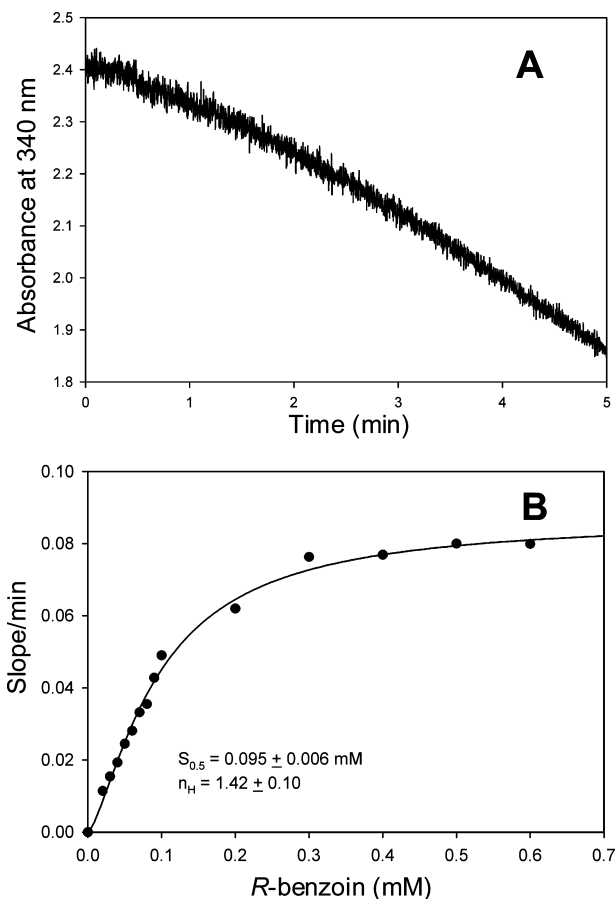 2.5
A
2.4
2.3
2.2
2.1
2.0
1.9
1.8
Absorbance at 340 nm
0 1 2 3 4 5
Time (min)
0.10
B
0.08
0.06
0.04
0.02
0.00
Slope/min
S0.5 = 0.095 ± 0.006 mM
nH = 1.42 ± 0.10
0.0 0.1 0.2 0.3 0.4 0.5 0.6 0.7
R-benzoin (mM)